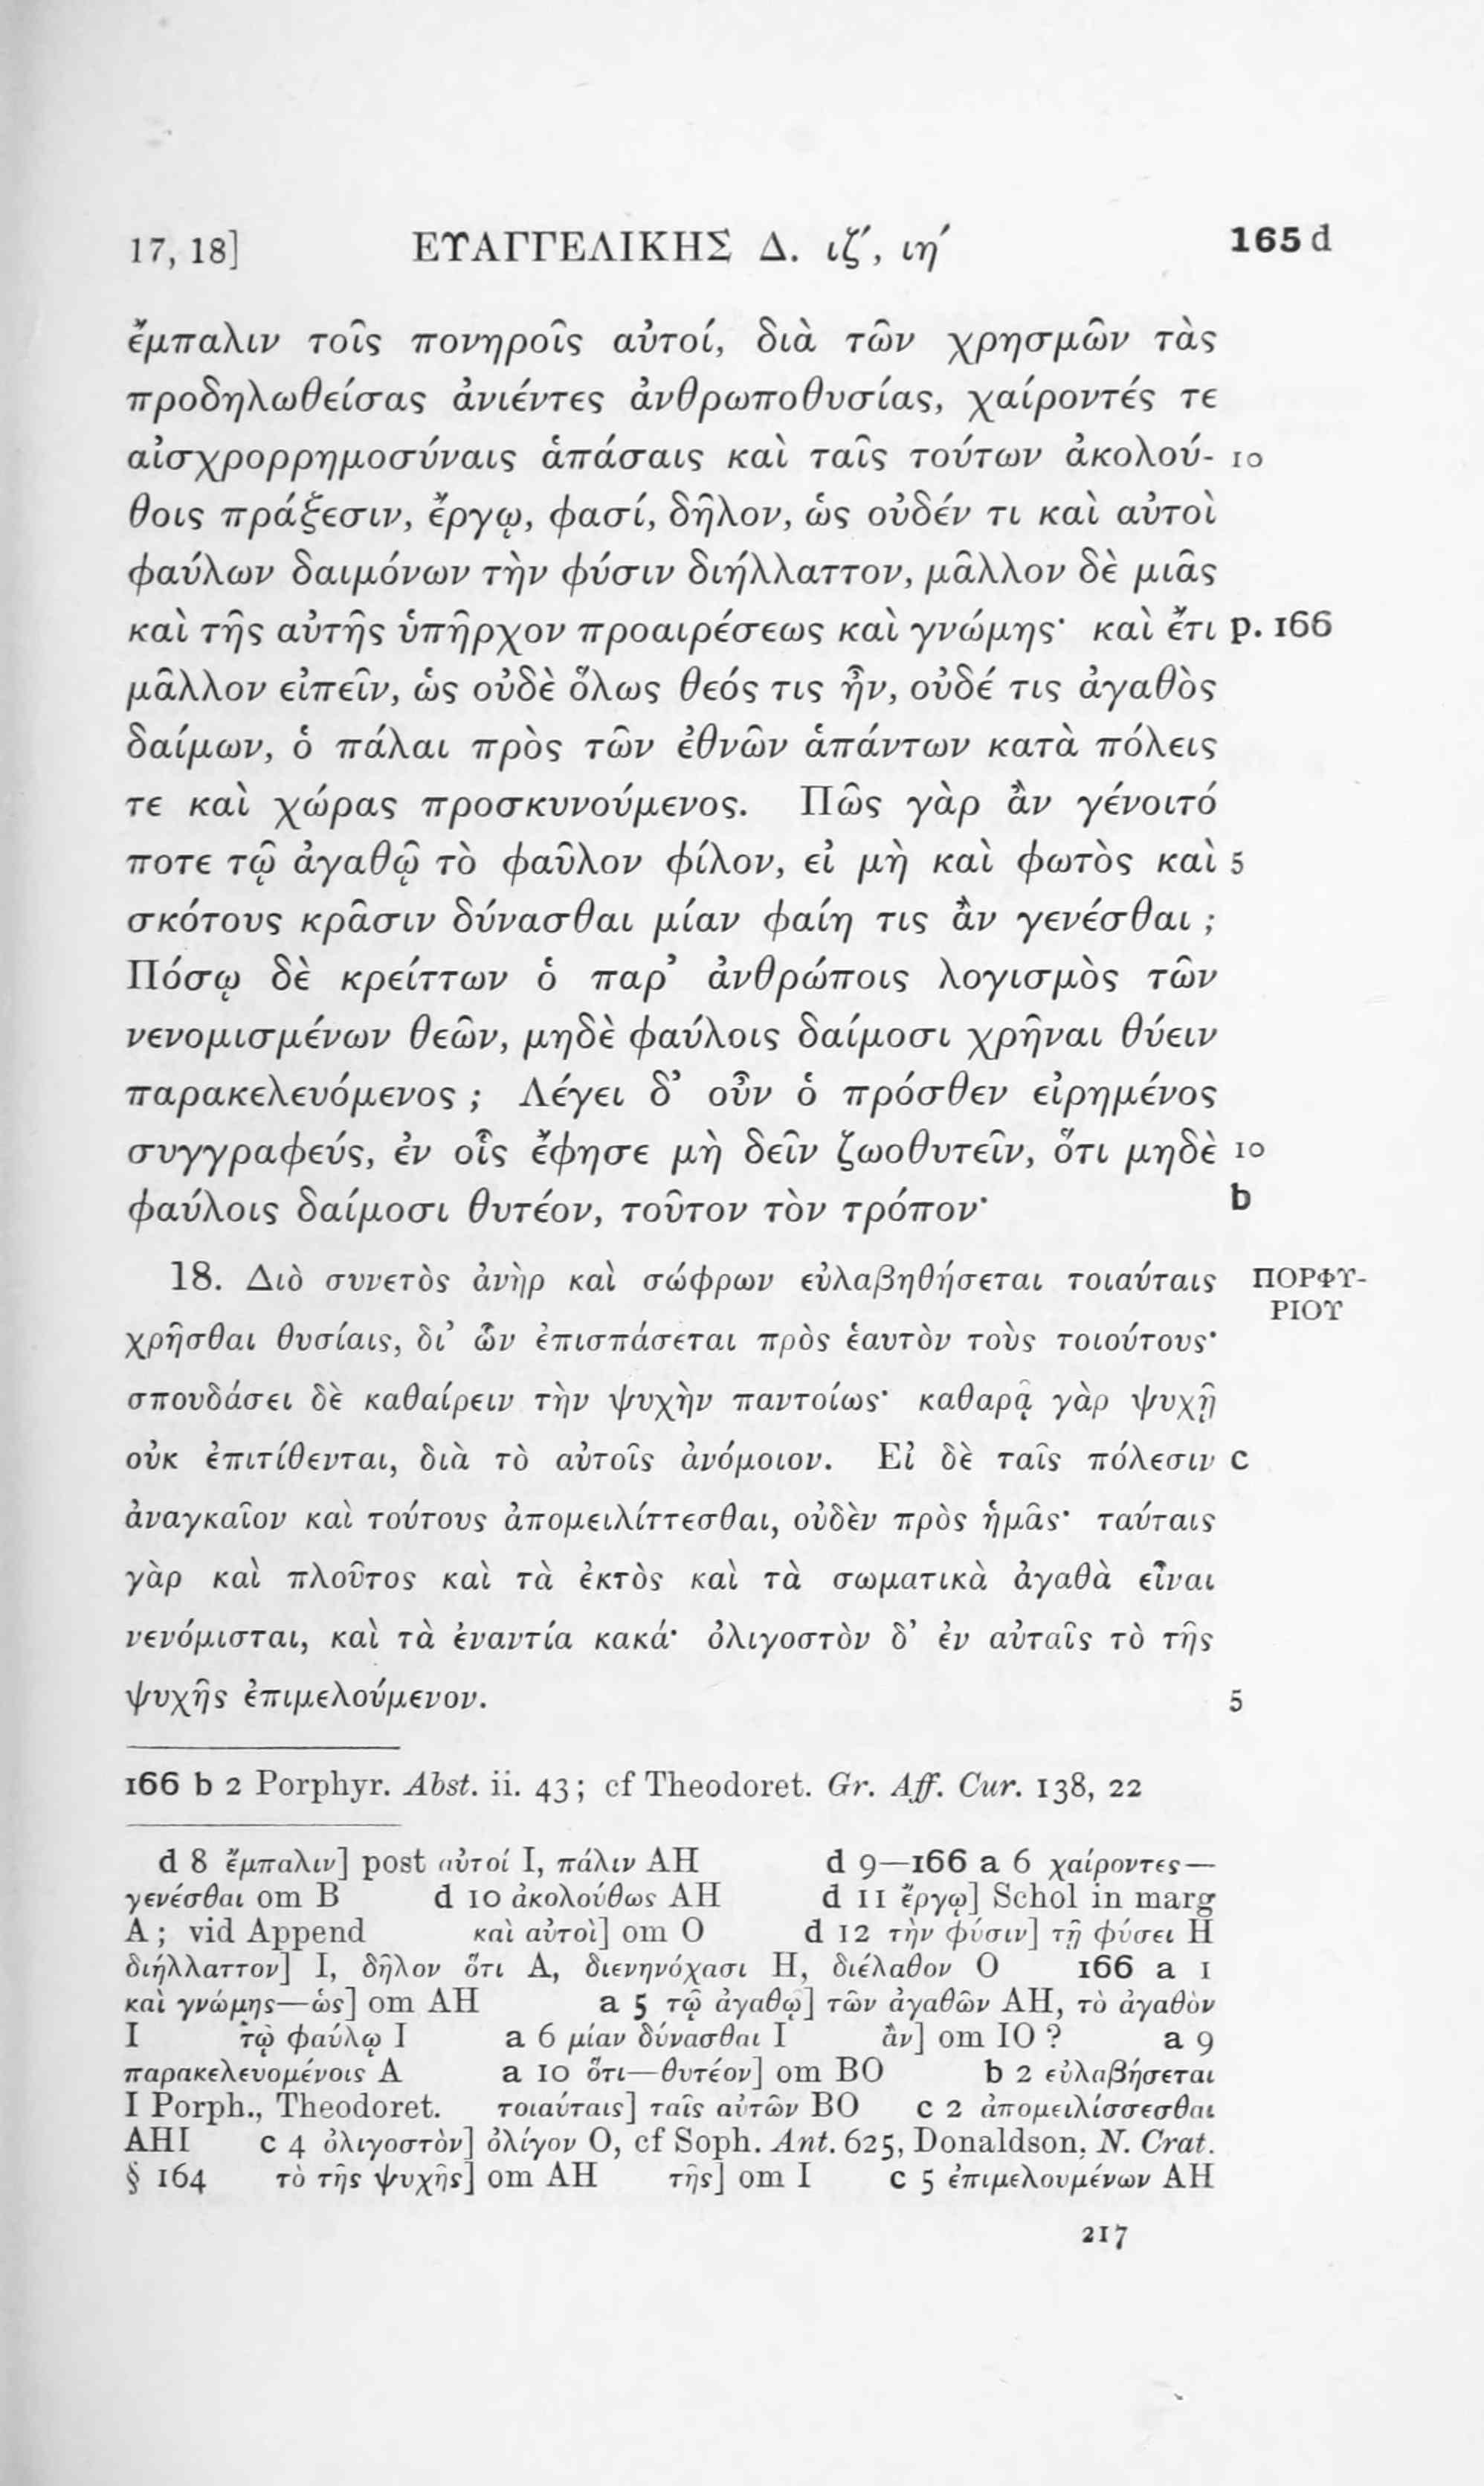 17, 18] ΕΥΑΓΓΕΛΙΚΗΣ Δ. ιζʹ, ιηʹ 165 d
ἔμπαλιν τοῖς πονηροῖς αὐτοί, διὰ τῶν χρησμῶν τὰς
προδηλωθείσας ἀνιέντες ἀνθρωποθυσίας, χαίροντές τε
αἰσχρορρημοσύναις ἁπάσαις καὶ ταῖς τούτων ἀκολού- 10
θοις πράξεσιν, ἔργῳ, φασί, δῆλον, ὡς οὐδέν τι καὶ αὐτοὶ
φαύλων δαιμόνων τὴν φύσιν διήλλαττον, μᾶλλον δὲ μιᾶς
καὶ τῆς αὐτῆς ὑπῆρχον προαιρέσεως καὶ γνώμης· καὶ ἔτι p. 166
μᾶλλον εἰπεῖν, ὡς οὐδὲ ὅλως θεός τις ἦν, οὐδέ τις ἀγαθὸς
δαίμων, ὁ πάλαι πρὸς τῶν ἐθνῶν ἁπάντων κατὰ πόλεις
τε καὶ χώρας προσκυνούμενος. Πῶς γὰρ ἂν γένοιτό
ποτε τῷ ἀγαθῷ τὸ φαῦλον φίλον, εἰ μὴ καὶ φωτὸς καὶ 5
σκότους κρᾶσιν δύνασθαι μίαν φαίη τις ἂν γενέσθαι ;
Πόσῳ δὲ κρείττων ὁ παρ’ ἀνθρώποις λογισμὸς τῶν
νενομισμένων θεῶν, μηδὲ φαύλοις δαίμοσι χρῆναι θύειν
παρακελευόμενος ; Λέγει δ’ οὖν ὁ πρόσθεν εἰρημένος
συγγραφεύς, ἐν οἷς ἔφησε μὴ δεῖν ζωοθυτεῖν, ὅτι μηδὲ 10
φαύλοις δαίμοσι θυτέον, τοῦτον τὸν τρόπον· b
18. Διὸ συνετὸς ἀνὴρ καὶ σώφρων εὐλαβηθήσεται τοιαύταις ΠΟΡΦΥ-
ΡΙΟΥ
χρῆσθαι θυσίαις, δι’ ὧν ἐπισπάσεται πρὸς ἑαυτὸν τοὺς τοιούτους·
σπουδάσει δὲ καθαίρειν τὴν ψυχὴν παντοίως· καθαρᾷ γὰρ ψυχῇ
οὐκ ἐπιτίθενται, διὰ τὸ αὐτοῖς ἀνόμοιον. Εἰ δὲ ταῖς πόλεσιν c
ἀναγκαῖον καὶ τούτους ἀπομειλίττεσθαι, οὐδὲν πρὸς ἡμᾶς· ταύταις
γὰρ καὶ πλοῦτος καὶ τὰ ἐκτὸς καὶ τὰ σωματικὰ ἀγαθὰ εἶναι
νενόμισται, καὶ τὰ ἐναντία κακά· ὀλιγοστὸν δ’ ἐν αὐταῖς τὸ τῆς
ψυχῆς ἐπιμελούμενον. 5
166 b 2 Porphyr. Abst. ii. 43; cf Theodoret. Gr. Aff. Cur. 138, 22
d 8 ἔμπαλιν] post αὐτοί I, πάλιν AH d 9—166 a 6 χαίροντες—
γενέσθαι om B d 10 ἀκολούθως AH d 11 ἔργῳ] Schol in marg
A ; vid Append καὶ αὐτοὶ] om O d 12 τὴν φύσιν] τῇ φύσει H
διήλλαττον] I, δῆλον ὅτι A, διενηνόχασι H, διέλαθον O 166 a 1
καὶ γνώμης—ὡς] om AH a 5 τῷ ἀγαθῷ] τῶν ἀγαθῶν AH, τὸ ἀγαθὸν
I τῷ φαύλῳ I a 6 μίαν δύνασθαι I ἂν] om IO ? a 9
παρακελευομένοις A a 10 ὅτι—θυτέον] om BO b 2 εὐλαβήσεται
I Porph., Theodoret. τοιαύταις] ταῖς αὐτῶν BO c 2 ἀπομειλίσσεσθαι
AHI c 4 ὀλιγοστὸν] ὀλίγον O, cf Soph. Ant. 625, Donaldson, N. Crat.
§ 164 τὸ τῆς ψυχῆς] om AH τῆς] om I c 5 ἐπιμελουμένων AH
217